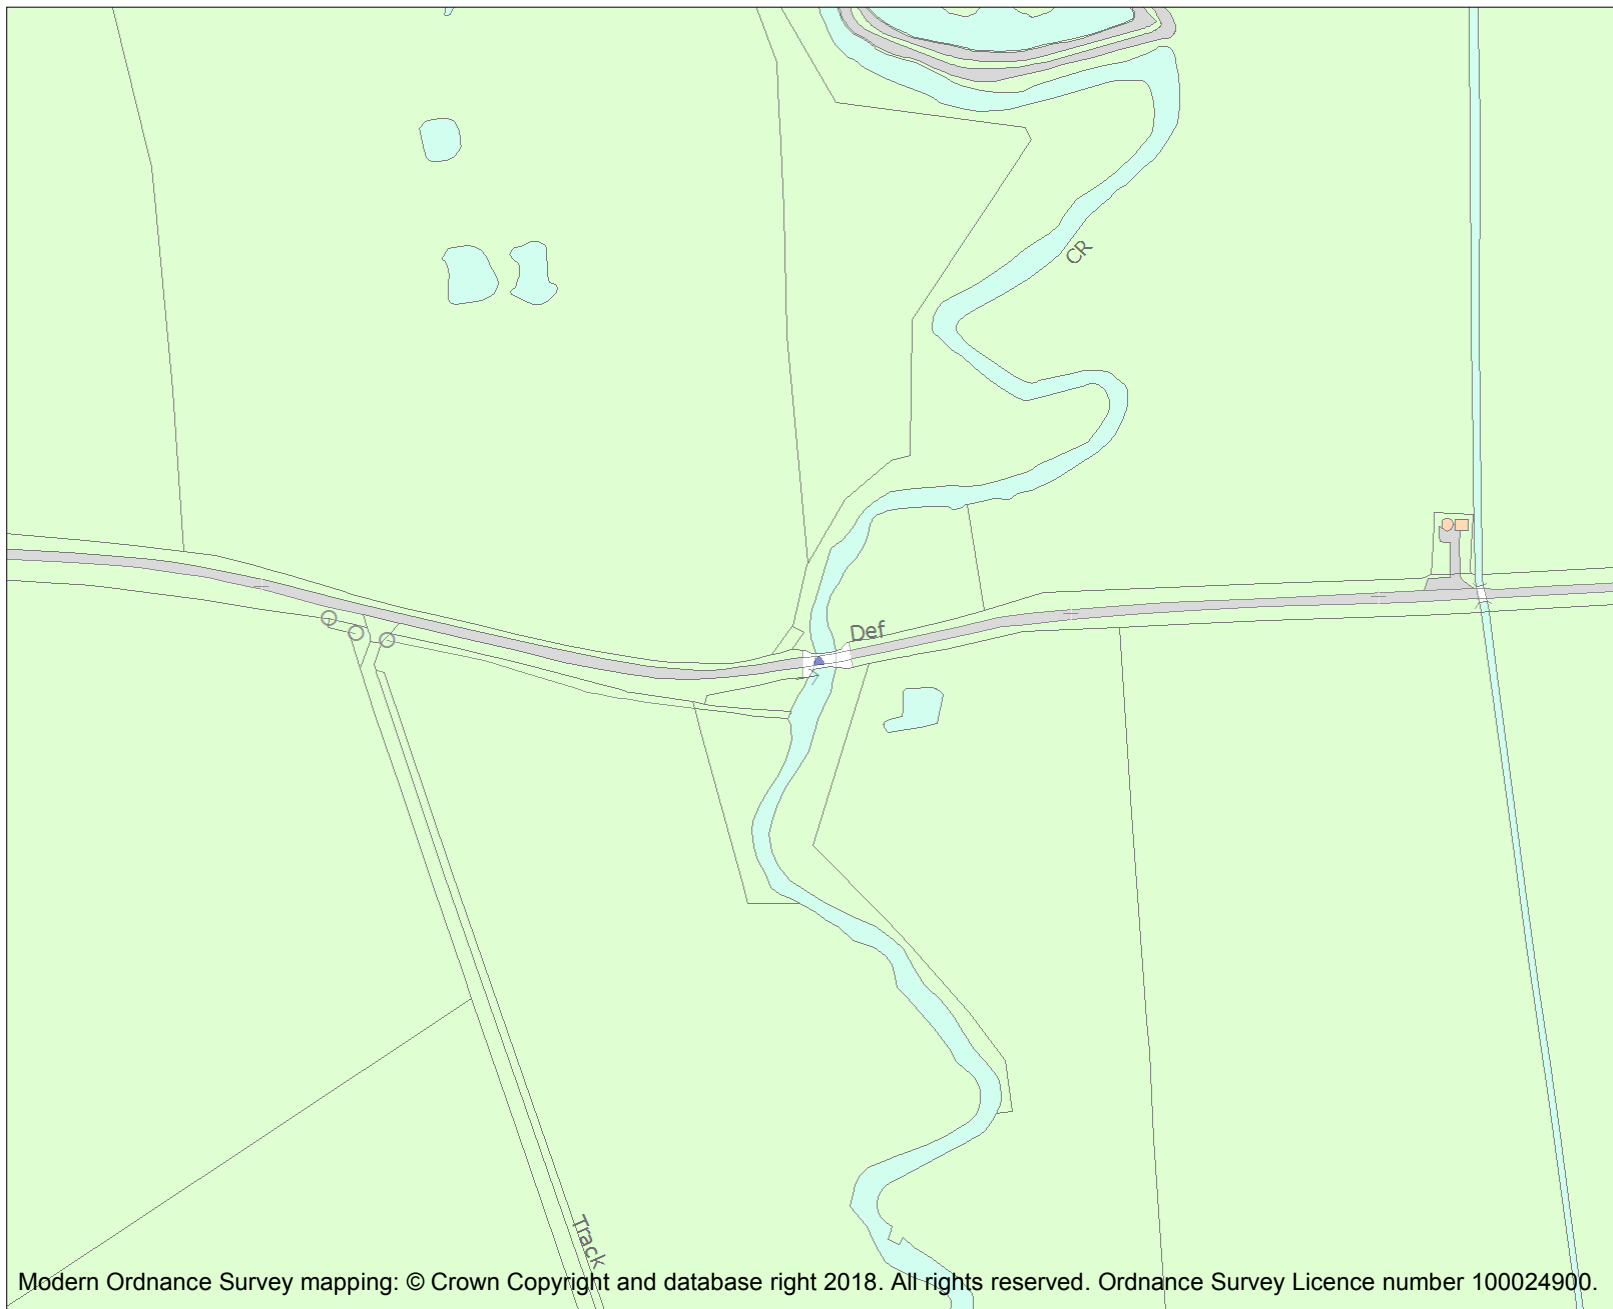 CR
Def
Track
Modern Ordnance Survey mapping: © Crown Copyright and database right 2018. All rights reserved. Ordnance Survey Licence number 100024900.